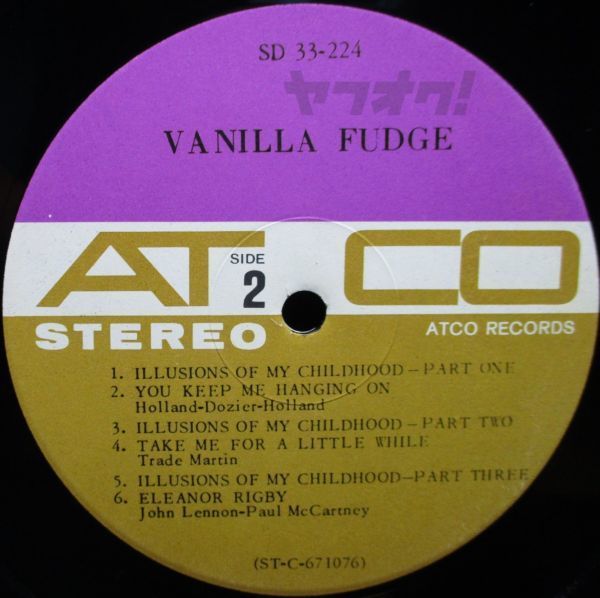 SD 33-224
ヤフオク!
VANILLA FUDGE
ATCO
SIDE
2
STEREO
ATCO RECORDS
1. ILLUSIONS OF MY CHILDHOOD—PART ONE
2. YOU KEEP ME HANGING ON
Holland-Dozier-Holland
3. ILLUSIONS OF MY CHILDHOOD—PART TWO
4. TAKE ME FOR A LITTLE WHILE
Trade Martin
5. ILLUSIONS OF MY CHILDHOOD—PART THREE
6. ELEANOR RIGBY
John Lennon-Paul McCartney
(ST-C-671076)